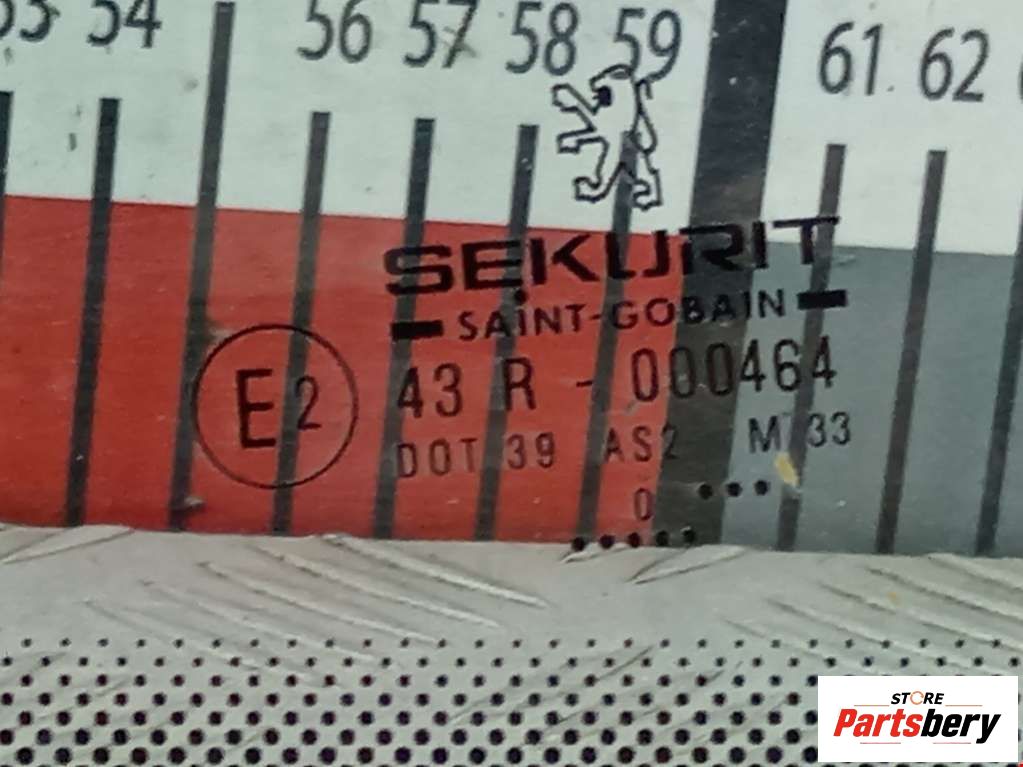 53 54 56 57 58 59 61 62
SEKURIT
SAINT-GOBAIN
E2 43 R - 000464
DOT 39 AS2 M 33
0
STORE
Partsbery